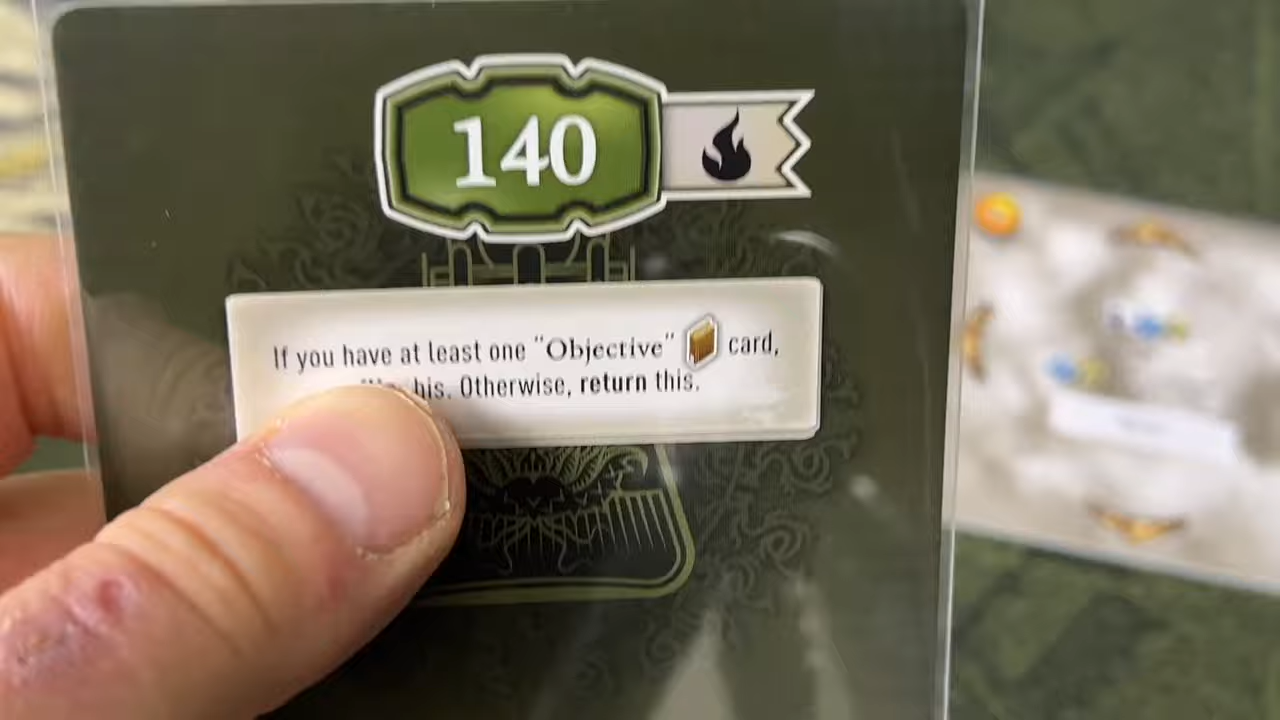 140
If you have at least one "Objective" card,
his. Otherwise, return this.